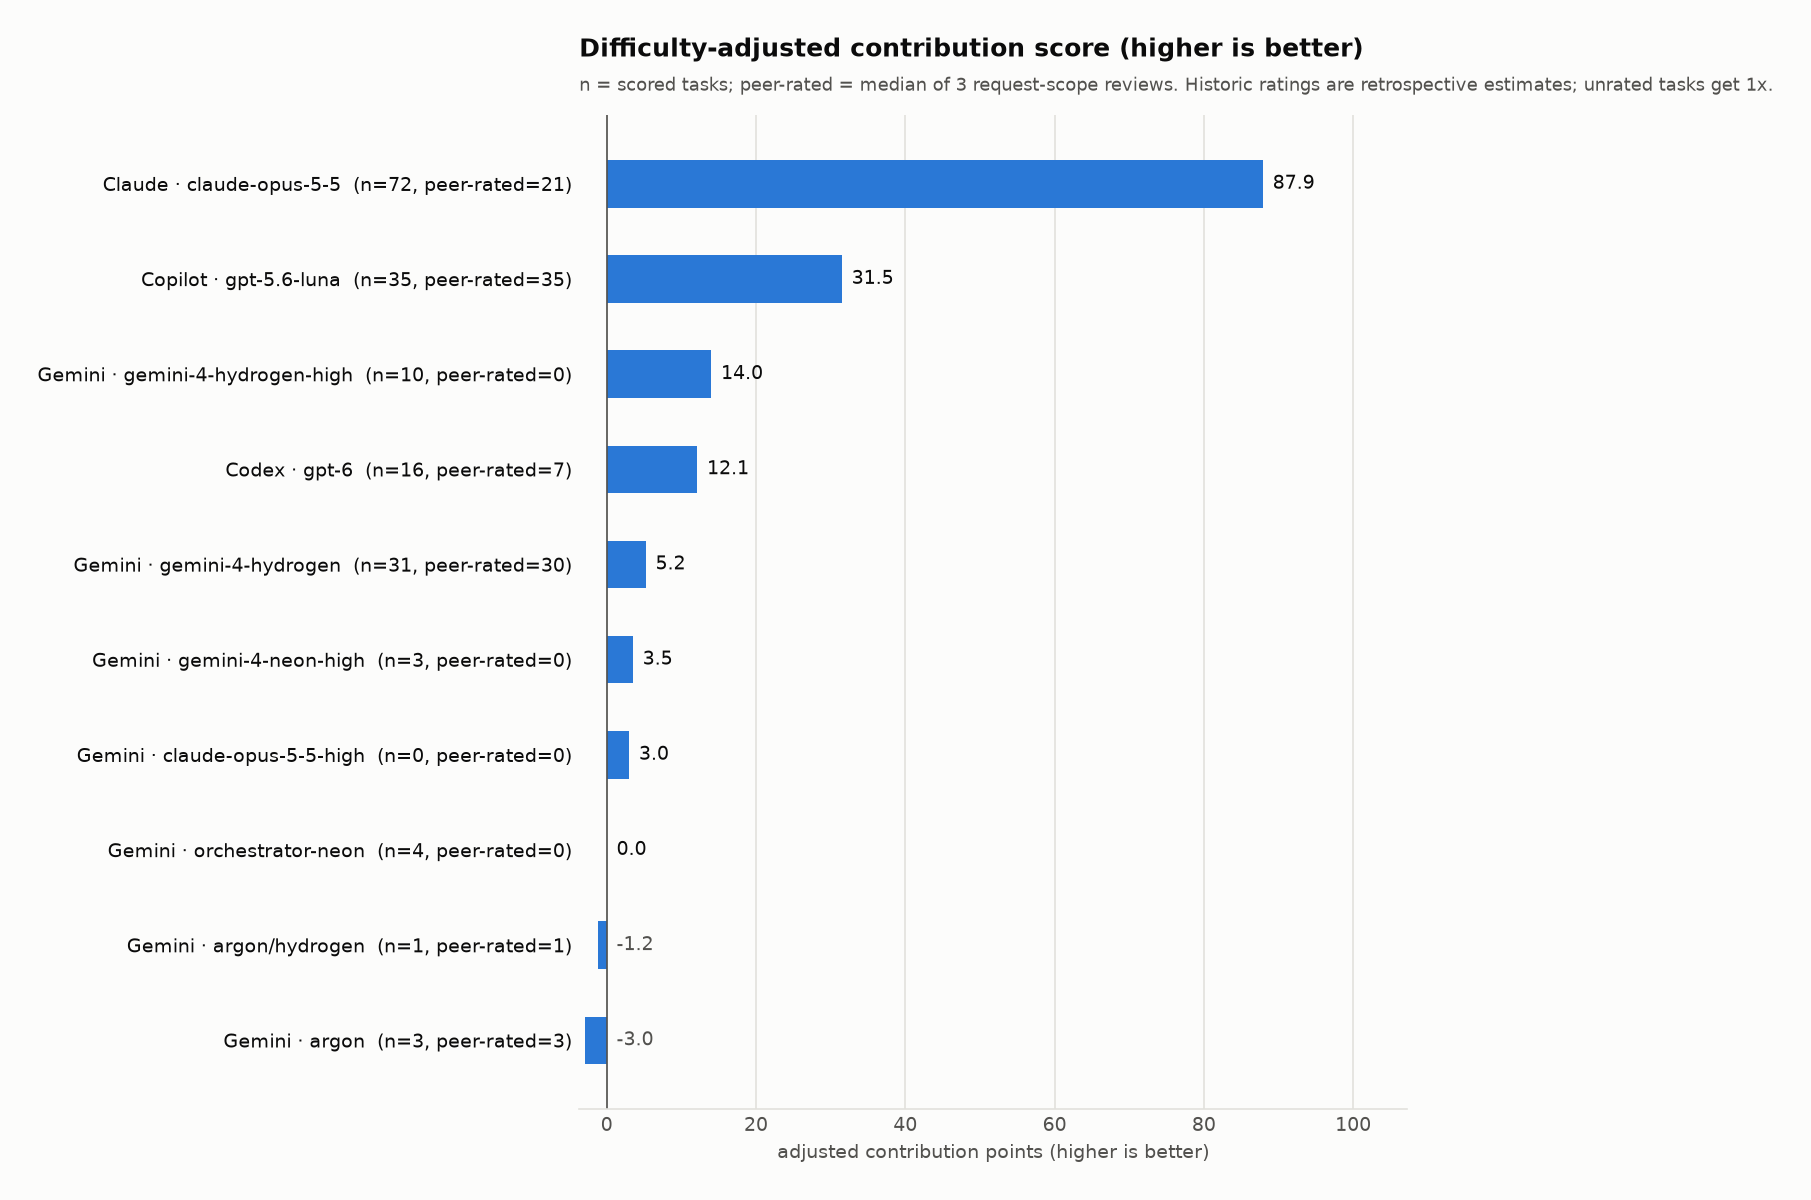 Difficulty-adjusted contribution score (higher is better)
n = scored tasks; peer-rated = median of 3 request-scope reviews. Historic ratings are retrospective estimates; unrated tasks get 1x.
Claude · claude-opus-5-5 (n=72, peer-rated=21) 87.9
Copilot · gpt-5.6-luna (n=35, peer-rated=35) 31.5
Gemini · gemini-4-hydrogen-high (n=10, peer-rated=0) 14.0
Codex · gpt-6 (n=16, peer-rated=7) 12.1
Gemini · gemini-4-hydrogen (n=31, peer-rated=30) 5.2
Gemini · gemini-4-neon-high (n=3, peer-rated=0) 3.5
Gemini · claude-opus-5-5-high (n=0, peer-rated=0) 3.0
Gemini · orchestrator-neon (n=4, peer-rated=0) 0.0
Gemini · argon/hydrogen (n=1, peer-rated=1) -1.2
Gemini · argon (n=3, peer-rated=3) -3.0
0 20 40 60 80 100
adjusted contribution points (higher is better)